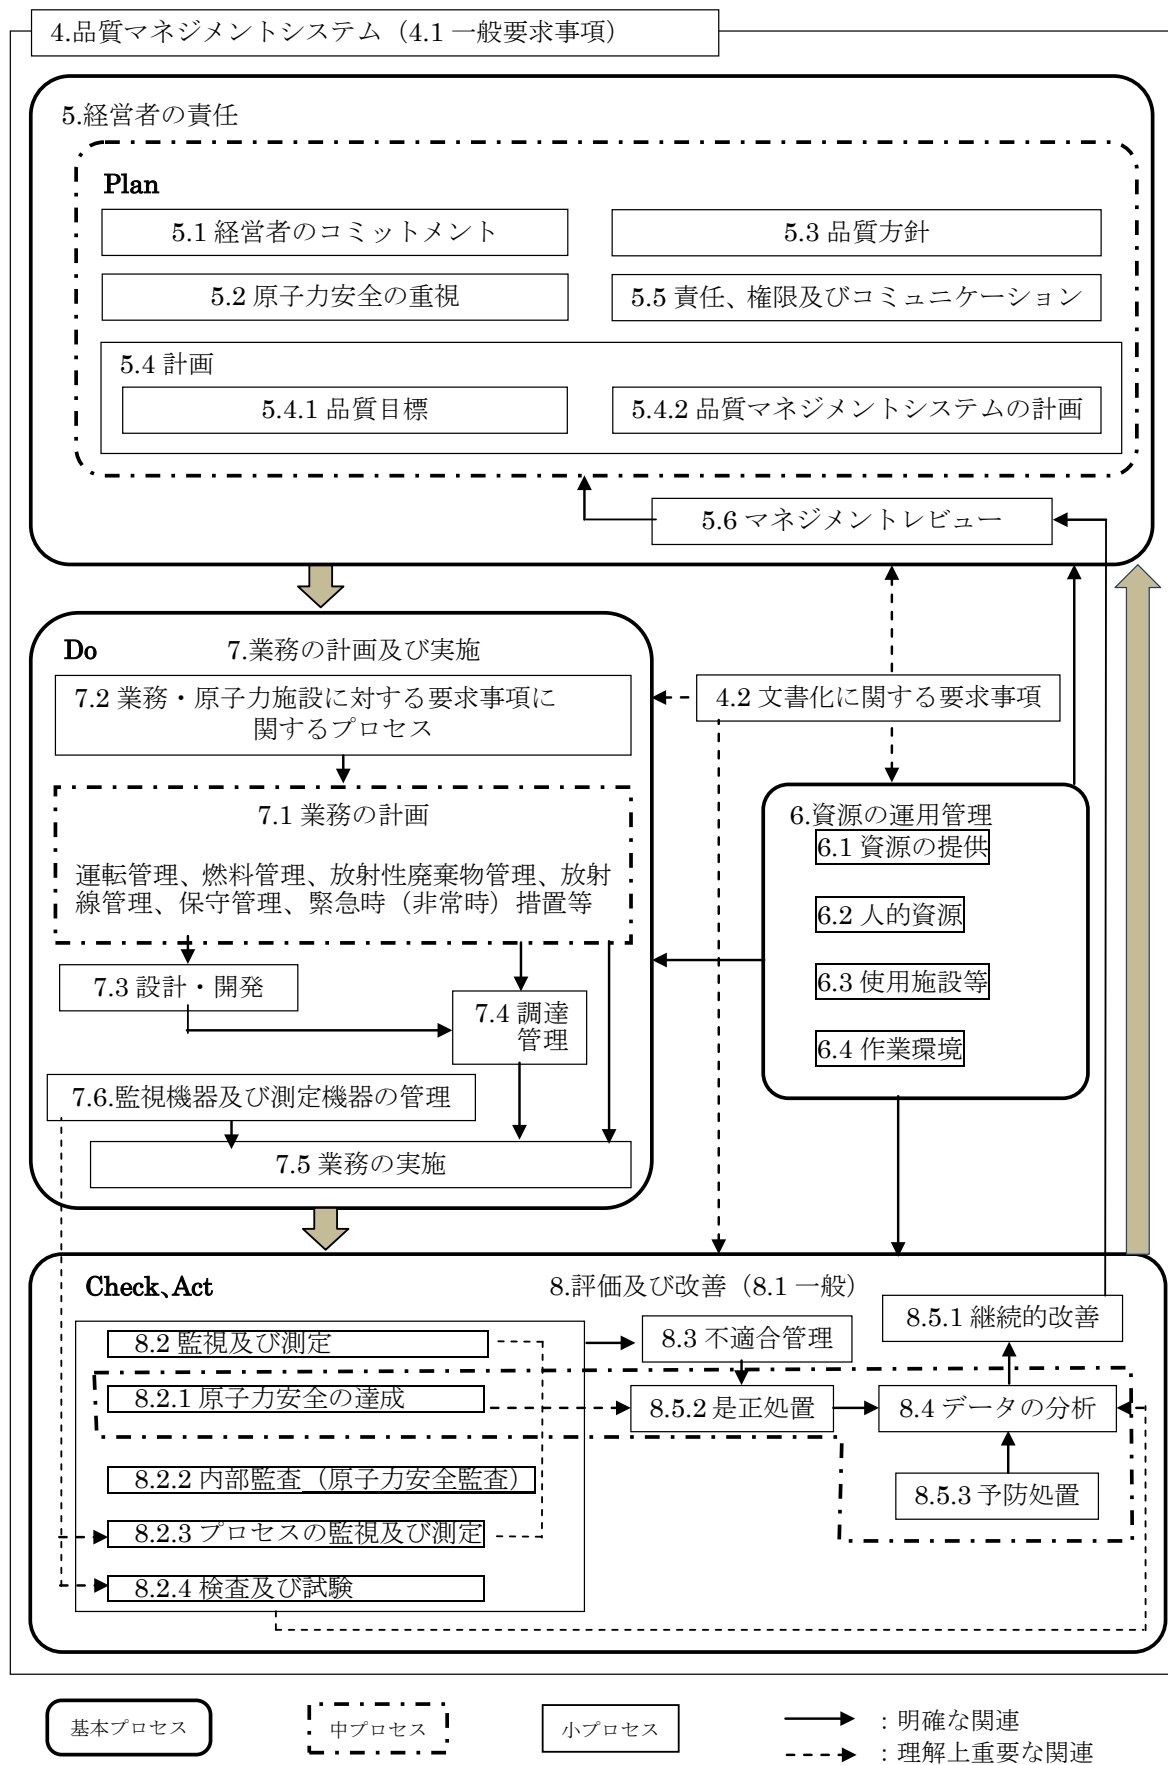 4.品質マネジメントシステム（4.1 一般要求事項）
5.経営者の責任
Plan
5.1 経営者のコミットメント
5.3 品質方針
5.2 原子力安全の重視
5.5 責任、権限及びコミュニケーション
5.4 計画
5.4.1 品質目標
5.4.2 品質マネジメントシステムの計画
5.6 マネジメントレビュー
Do
7.業務の計画及び実施
7.2 業務・原子力施設に対する要求事項に
関するプロセス
4.2 文書化に関する要求事項
7.1 業務の計画
運転管理、燃料管理、放射性廃棄物管理、放射
線管理、保守管理、緊急時（非常時）措置等
6.資源の運用管理
6.1 資源の提供
6.2 人的資源
6.3 使用施設等
6.4 作業環境
7.3 設計・開発
7.4 調達
管理
7.6.監視機器及び測定機器の管理
7.5 業務の実施
Check、Act
8.評価及び改善（8.1 一般）
8.2 監視及び測定
8.3 不適合管理
8.5.1 継続的改善
8.2.1 原子力安全の達成
8.5.2 是正処置
8.4 データの分析
8.2.2 内部監査（原子力安全監査）
8.5.3 予防処置
8.2.3 プロセスの監視及び測定
8.2.4 検査及び試験
基本プロセス
中プロセス
小プロセス
：明確な関連
：理解上重要な関連